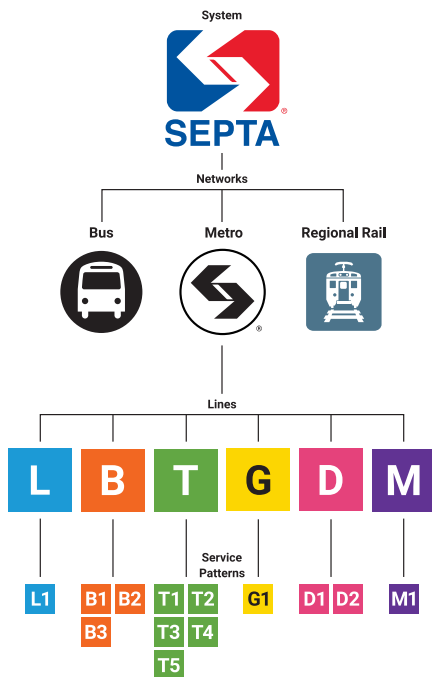 System
SEPTA
®
Networks
Bus
Metro
Regional Rail
®
Lines
L B T G D M
Service
Patterns
L1 B1 B2 T1 T2 G1 D1 D2 M1
B3 T3 T4
T5